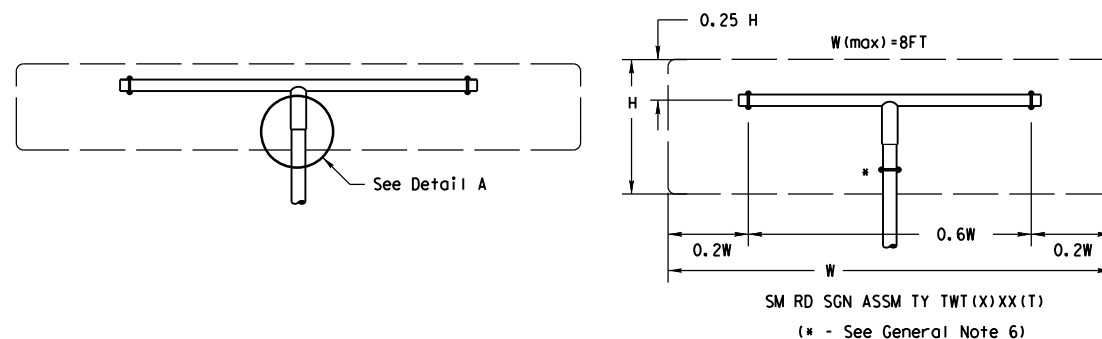 0.25 H
W(max)=8FT
H
See Detail A
*
0.2W
0.6W
0.2W
W
SM RD SGN ASSM TY TWT(X)XX(T)
(* - See General Note 6)